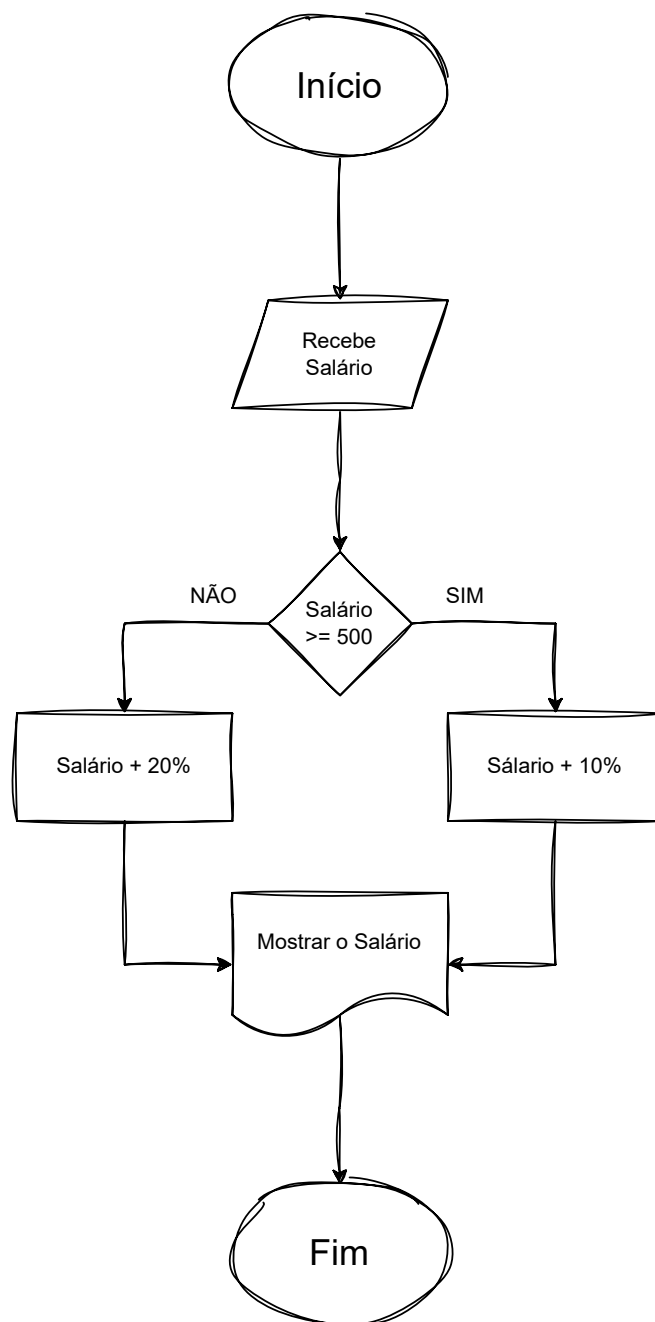 Início
Recebe
Salário
NÃO
SIM
Salário
>= 500
Salário + 20%
Sálario + 10%
Mostrar o Salário
Fim